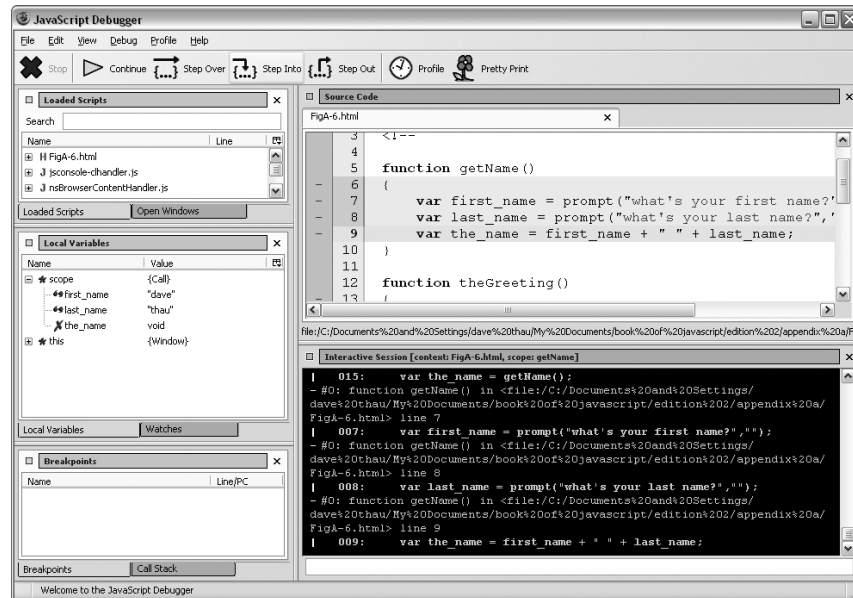 JavaScript Debugger
File Edit View Debug Profile Help
Stop Continue {...} Step Over {...} Step Into {...} Step Out Profile Pretty Print
Loaded Scripts
Search
Name Line
H FigA-6.html
J jsconsole-clhandler.js
J nsBrowserContentHandler.js
Loaded Scripts Open Windows
Local Variables
Name Value
scope {Call}
first_name "dave"
last_name "thau"
the_name void
this {Window}
Local Variables Watches
Breakpoints
Name Line/PC
Breakpoints Call Stack
Source Code
FigA-6.html
3 <!--
4
5 function getName()
6 {
7 var first_name = prompt("what's your first name?"
8 var last_name = prompt("what's your last name?",'
9 var the_name = first_name + " " + last_name;
10 }
11
12 function theGreeting()
13 {
file:/C:/Documents%20and%20Settings/dave%20thau/My%20Documents/book%20of%20javascript/edition%202/appendix%20a/F
Interactive Session [context: FigA-6.html, scope: getName]
| 015: var the_name = getName();
- #0: function getName() in <file:/C:/Documents%20and%20Settings/
dave%20thau/My%20Documents/book%20of%20javascript/edition%202/appendix%20a/
FigA-6.html> line 7
| 007: var first_name = prompt("what's your first name?","");
- #0: function getName() in <file:/C:/Documents%20and%20Settings/
dave%20thau/My%20Documents/book%20of%20javascript/edition%202/appendix%20a/
FigA-6.html> line 8
| 008: var last_name = prompt("what's your last name?","");
- #0: function getName() in <file:/C:/Documents%20and%20Settings/
dave%20thau/My%20Documents/book%20of%20javascript/edition%202/appendix%20a/
FigA-6.html> line 9
| 009: var the_name = first_name + " " + last_name;
Welcome to the JavaScript Debugger